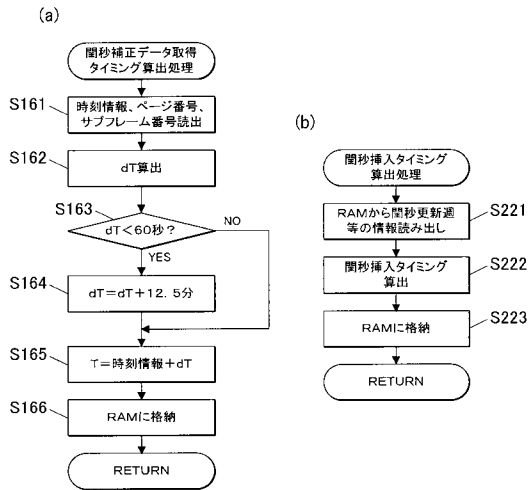 (a)
閏秒補正データ取得
タイミング算出処理
S161
時刻情報、ページ番号、
サブフレーム番号読出
S162
dT算出
S163
dT<60秒?
NO
YES
S164
dT=dT+12.5分
S165
T=時刻情報+dT
S166
RAMに格納
RETURN
(b)
閏秒挿入タイミング
算出処理
S221
RAMから閏秒更新週
等の情報読み出し
S222
閏秒挿入タイミング
算出
S223
RAMに格納
RETURN